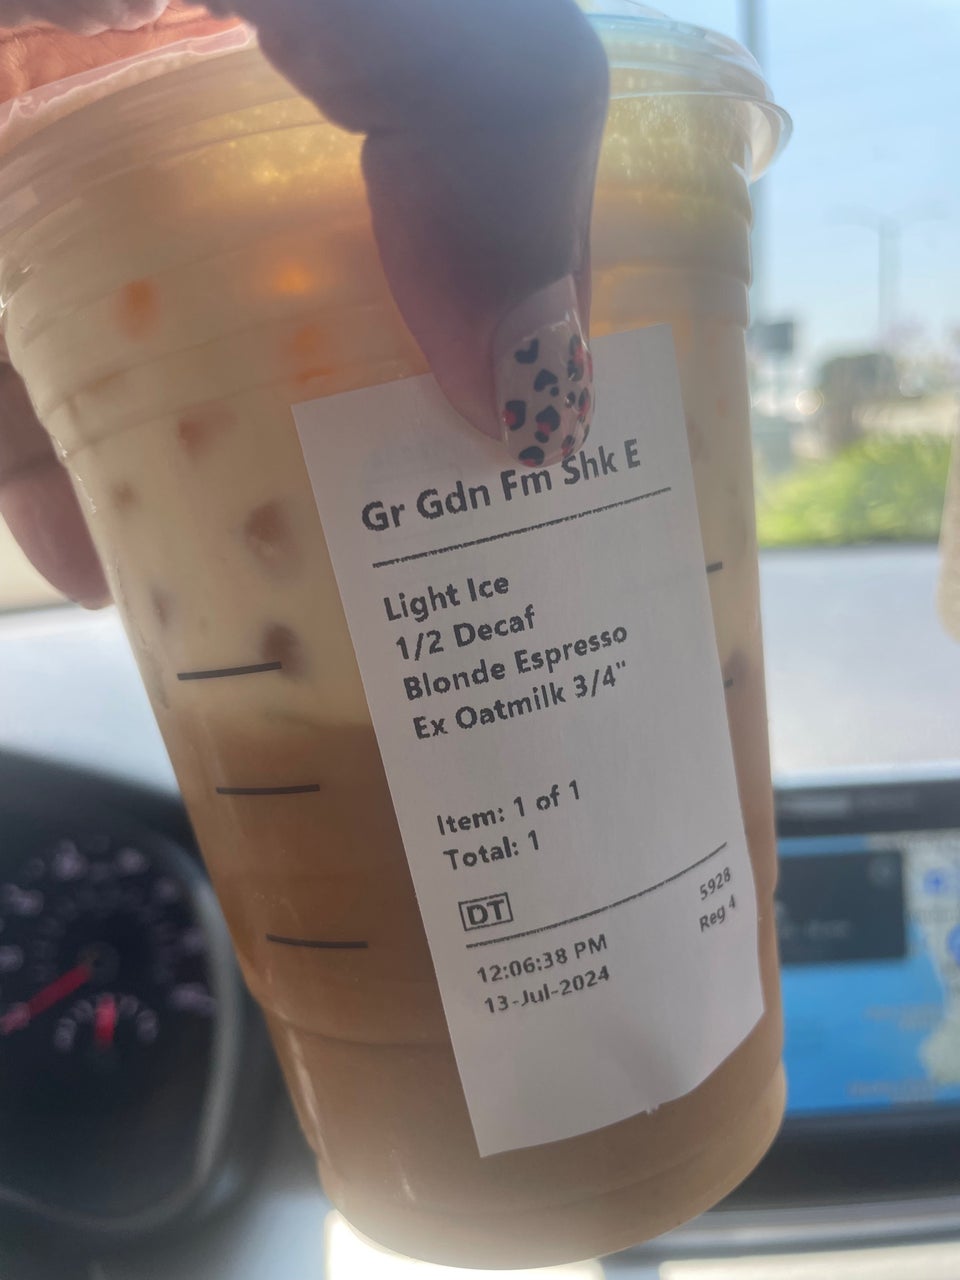 Gr Gdn Fm Shk E
Light Ice
1/2 Decaf
Blonde Espresso
Ex Oatmilk 3/4"
Item: 1 of 1
Total: 1
DT
5928
Reg 4
12:06:38 PM
13-Jul-2024